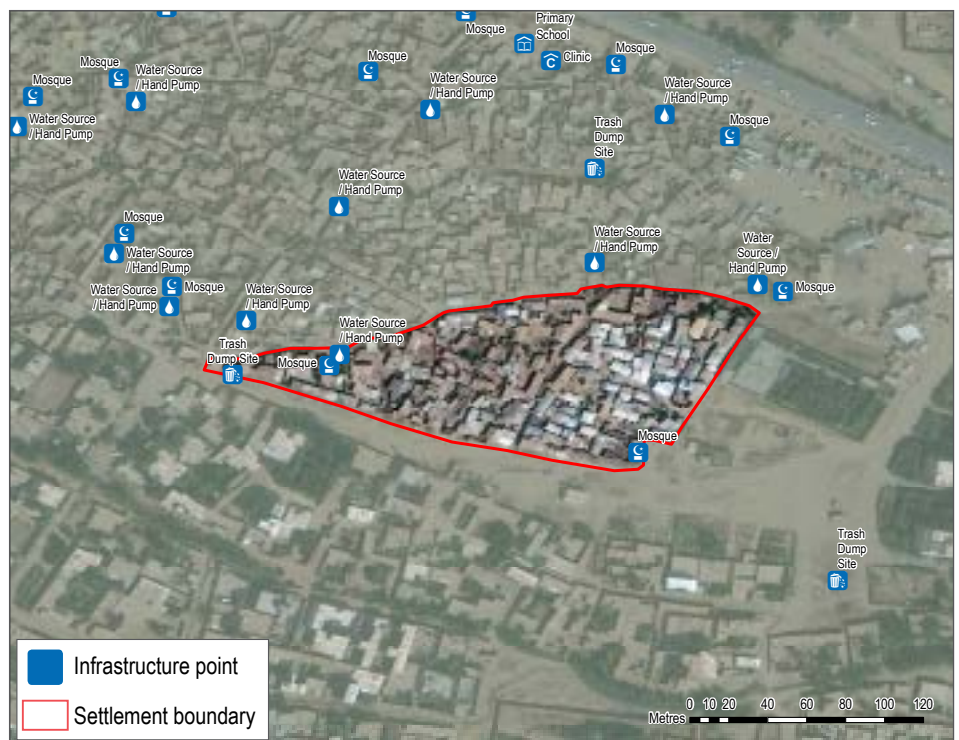 Mosque
Primary
School
C
Clinic
Mosque
Mosque
Mosque
Water Source
/ Hand Pump
Mosque
Water Source
/ Hand Pump
Water Source
/ Hand Pump
Water Source
/ Hand Pump
Mosque
Trash
Dump
Site
Water Source
/ Hand Pump
Mosque
Water Source
/ Hand Pump
Water Source
/ Hand Pump
Water
Source /
Hand Pump
Mosque
Water Source
/ Hand Pump
Mosque
Water Source
/ Hand Pump
Water Source
/ Hand Pump
Trash
Dump Site
Mosque
Mosque
Trash
Dump
Site
Infrastructure point
Settlement boundary
0 10 20 40 60 80 100 120
Metres